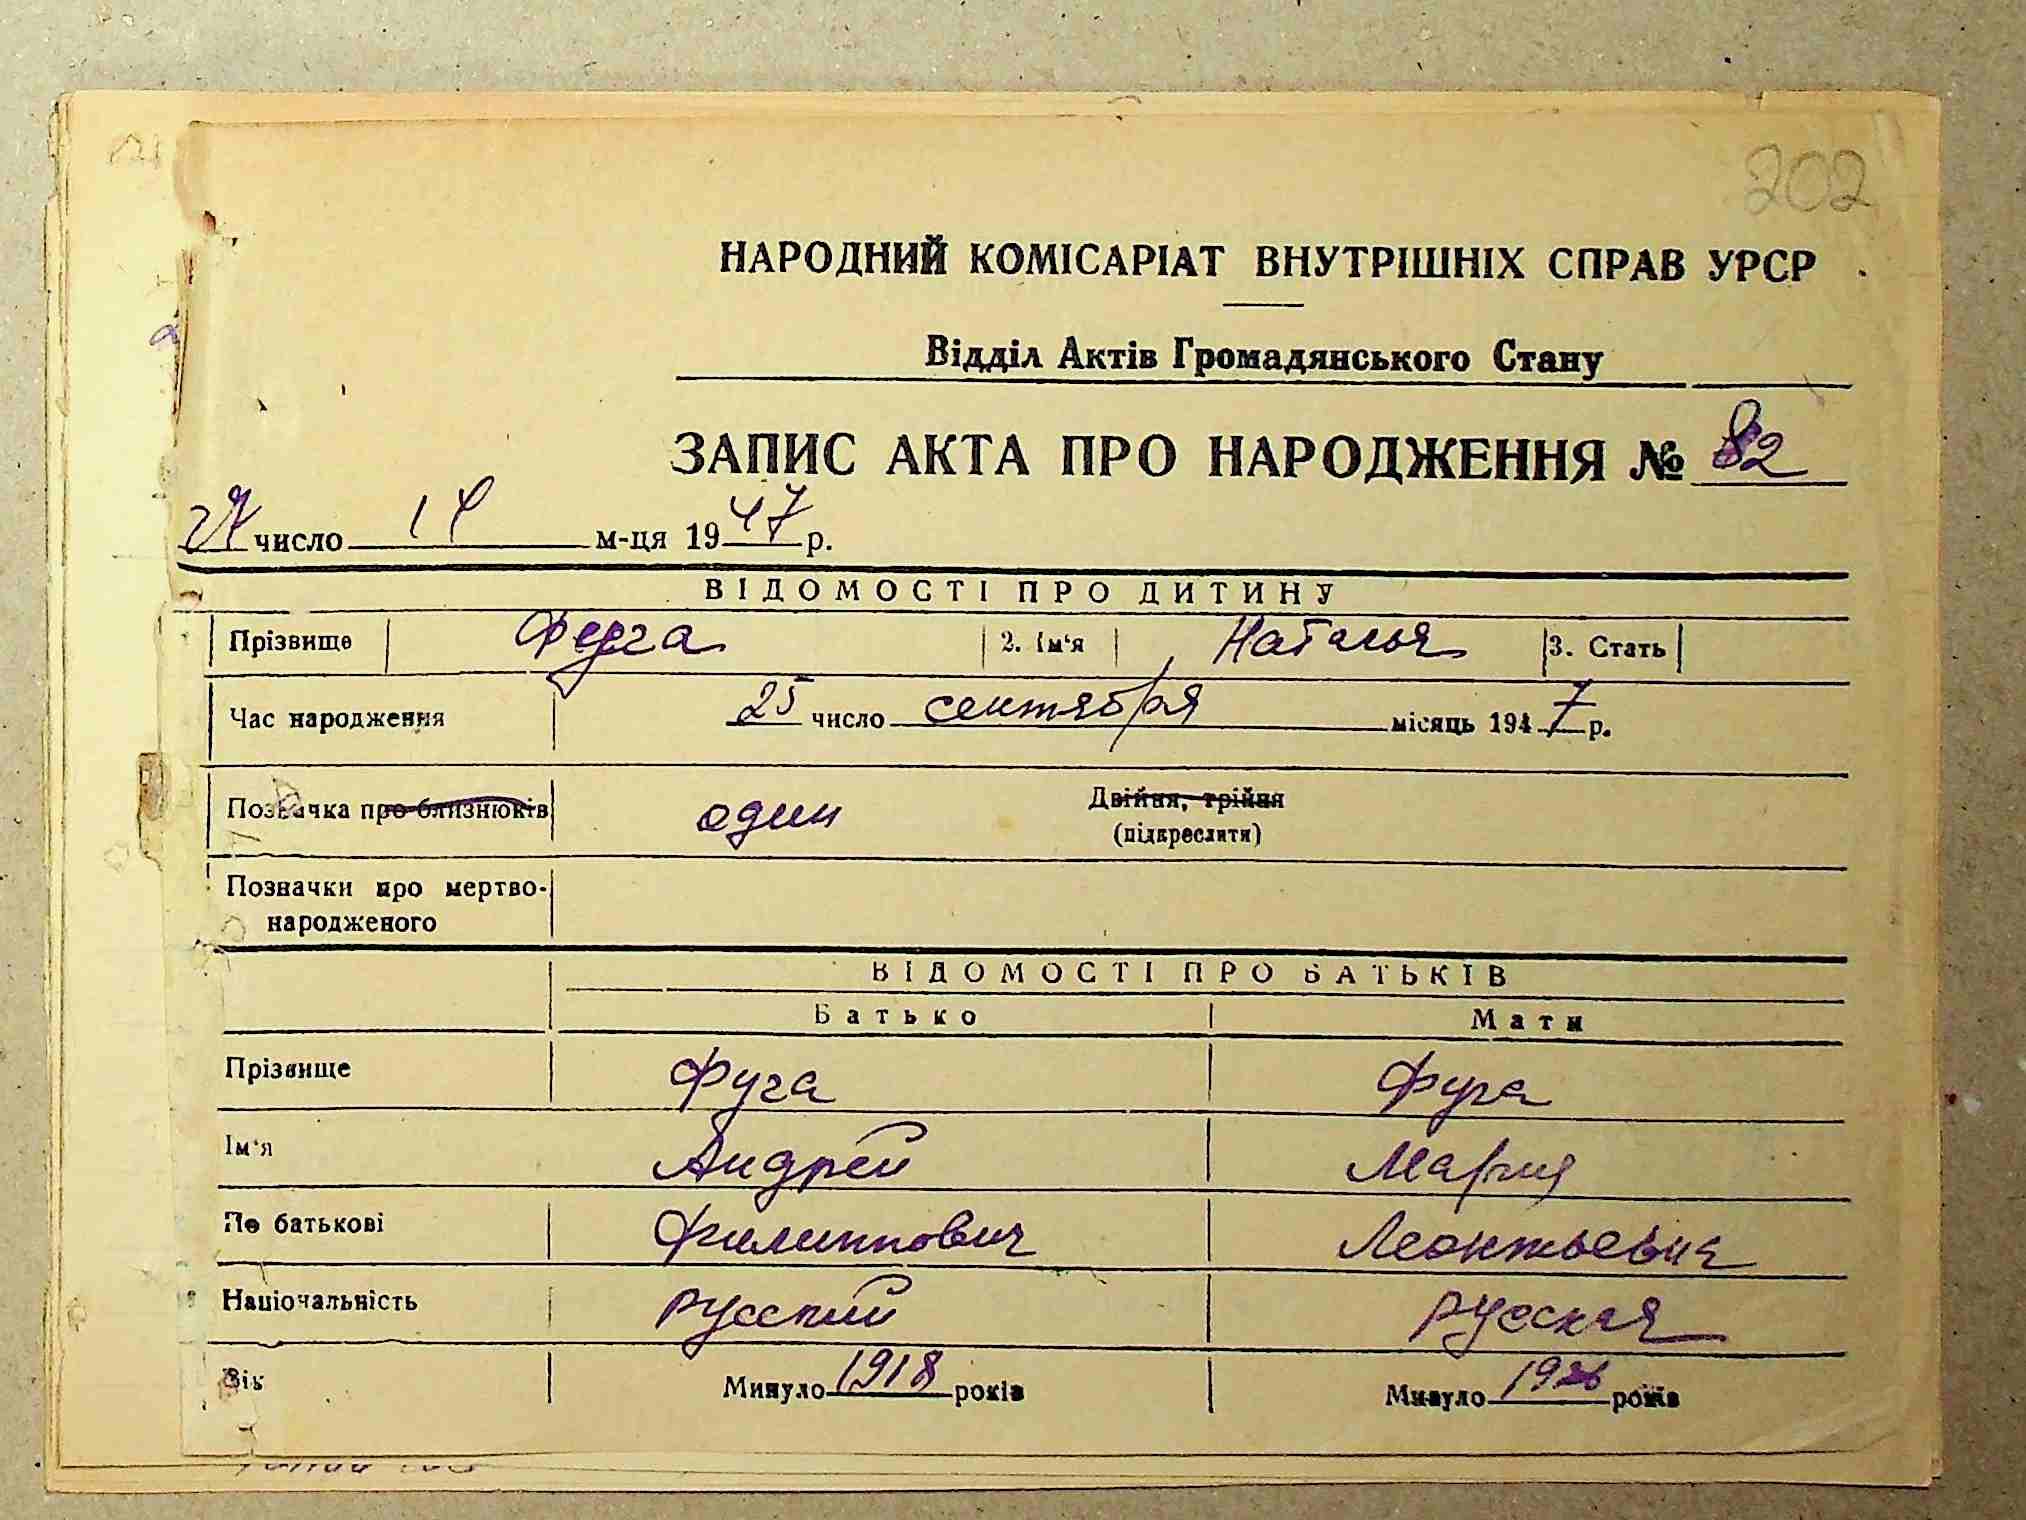 202
НАРОДНИЙ КОМІСАРІАТ ВНУТРІШНІХ СПРАВ УРСР
Відділ Актів Громадянського Стану
ЗАПИС АКТА ПРО НАРОДЖЕННЯ № 82
число м-ця 1947 р.
ВІДОМОСТІ ПРО ДИТИНУ
Прізвище 2. Ім'я Наталья 3. Стать
Час народження 25 число сентября місяць 1947 р.
Позначка про близнюків один Двійня, трійня
(підкреслити)
Позначки про мертво-
народженого
ВІДОМОСТІ ПРО БАТЬКІВ
Батько Мати
Прізвище Фуга Фуга
Ім'я Андрей Мария
По батькові Филиппович Леонтьевна
Національність русский русская
Вік Минуло 1918 років Минуло років